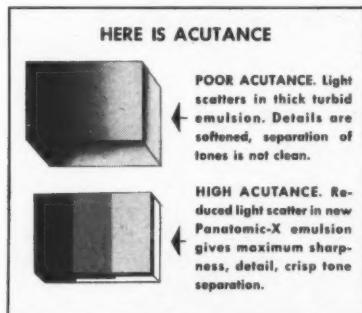 HERE IS ACUTANCE
POOR ACUTANCE. Light
scatters in thick turbid
emulsion. Details are
softened, separation of
tones is not clean.
HIGH ACUTANCE. Re-
duced light scatter in new
Panatomic-X emulsion
gives maximum sharp-
ness, detail, crisp tone
separation.